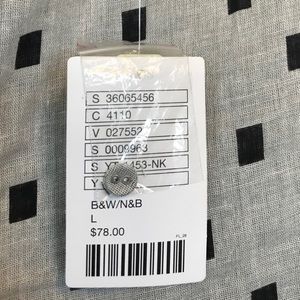 S 36065456
C 4110
V 027552
S 0009963
S 453-NK
Y
B&W/N&B
L
$78.00